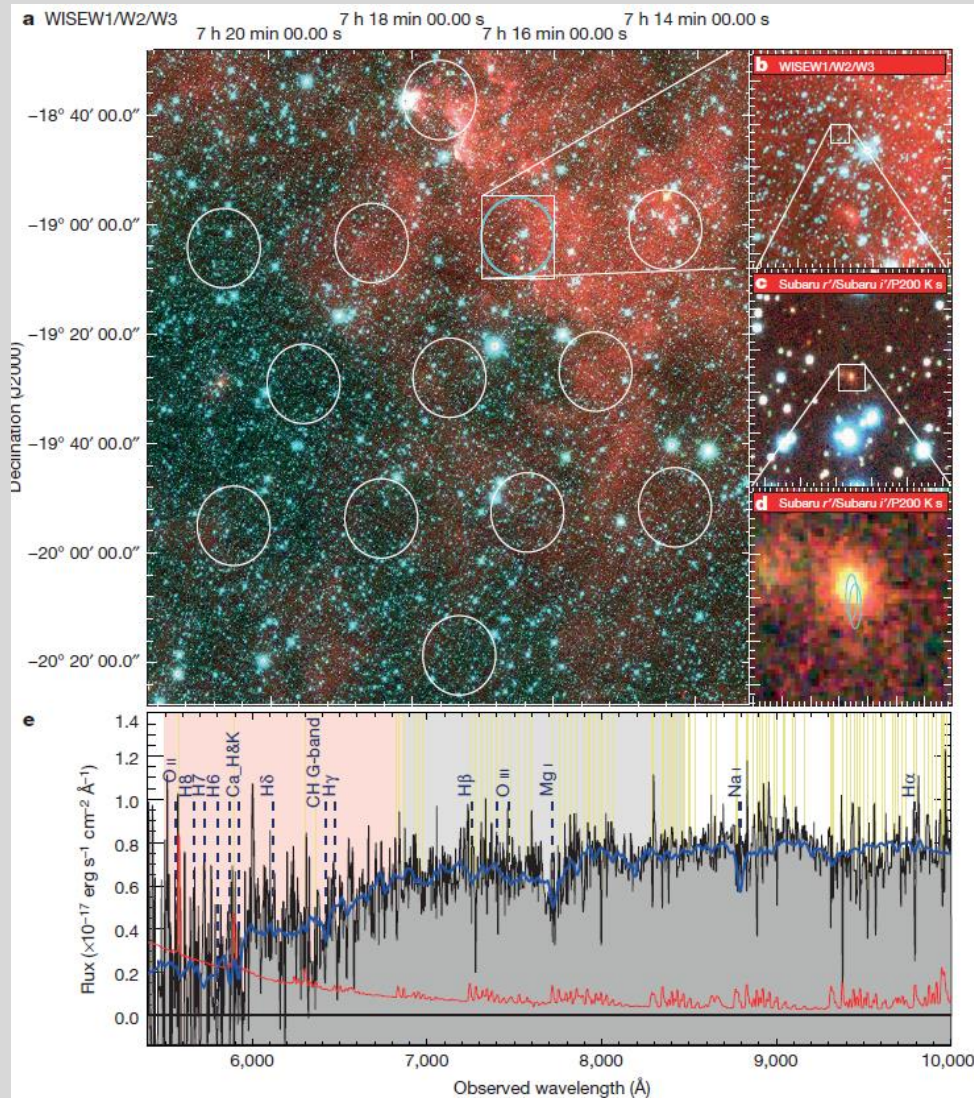 a WISEW1/W2/W3
7 h 18 min 00.00 s 7 h 14 min 00.00 s
7 h 20 min 00.00 s 7 h 16 min 00.00 s
−18° 40′ 00.0″
−19° 00′ 00.0″
−19° 20′ 00.0″
−19° 40′ 00.0″
−20° 00′ 00.0″
−20° 20′ 00.0″
Declination (J2000)
b WISEW1/W2/W3
c Subaru r′/Subaru i′/P200 K s
d Subaru r′/Subaru i′/P200 K s
e
1.4
1.2
1.0
0.8
0.6
0.4
0.2
0.0
Flux (×10⁻¹⁷ erg s⁻¹ cm⁻² Å⁻¹)
O II
H8
H7
H6
Ca_H&K
Hδ
CH G-band
Hγ
Hβ
O III
Mg I
Na I
Hα
6,000 7,000 8,000 9,000 10,000
Observed wavelength (Å)